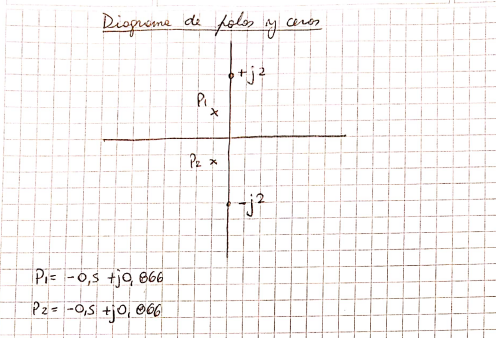 Diagrama de polos y ceros
+j2
P1
P2
-j2
P1= -0,5 +j0,866
P2= -0,5 +j0,866